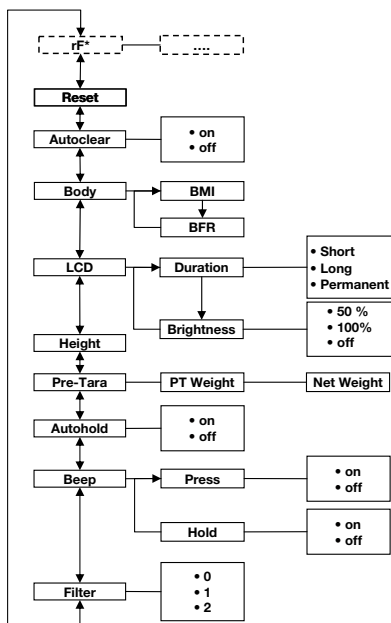 rF*
....
Reset
Autoclear
• on
• off
Body
BMI
BFR
LCD
Duration
• Short
• Long
• Permanent
Brightness
• 50 %
• 100%
• off
Height
Pre-Tara
PT Weight
Net Weight
Autohold
• on
• off
Beep
Press
• on
• off
Hold
• on
• off
Filter
• 0
• 1
• 2